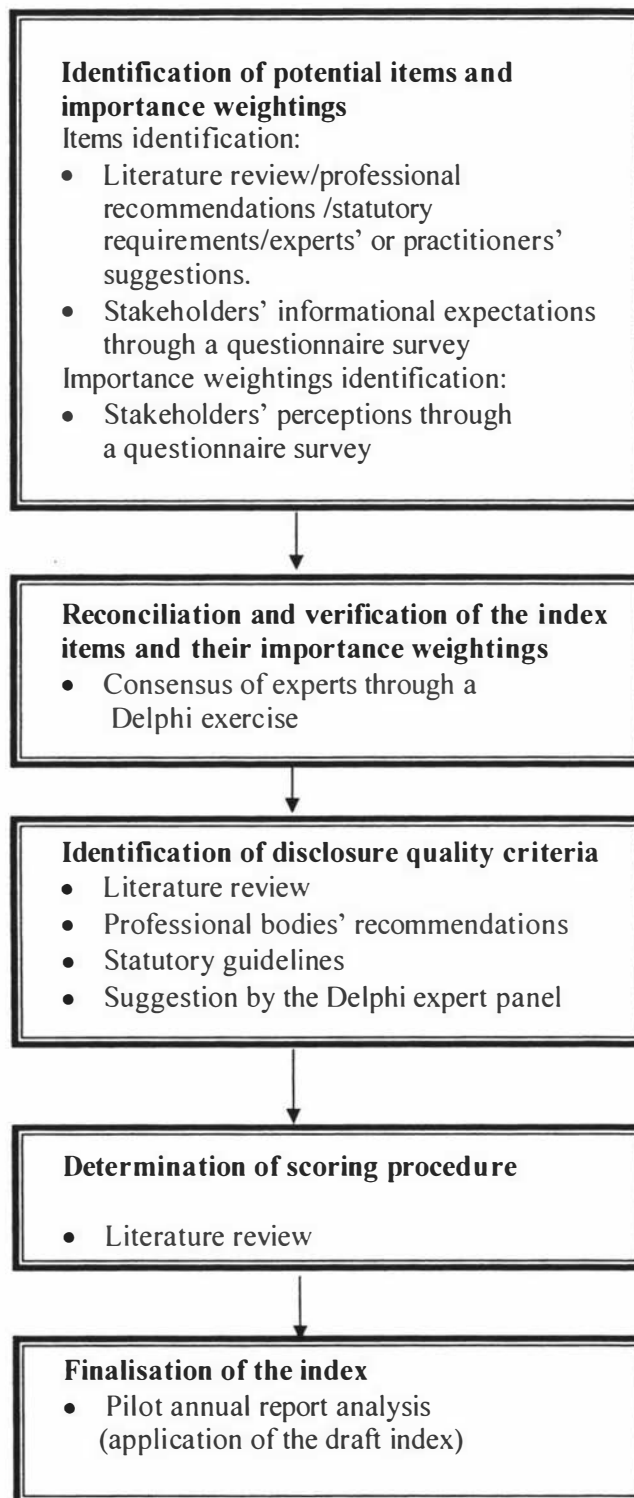 Identification of potential items and
importance weightings
Items identification:
• Literature review/professional
recommendations /statutory
requirements/experts’ or practitioners’
suggestions.
• Stakeholders’ informational expectations
through a questionnaire survey
Importance weightings identification:
• Stakeholders’ perceptions through
a questionnaire survey
Reconciliation and verification of the index
items and their importance weightings
• Consensus of experts through a
Delphi exercise
Identification of disclosure quality criteria
• Literature review
• Professional bodies’ recommendations
• Statutory guidelines
• Suggestion by the Delphi expert panel
Determination of scoring procedure
• Literature review
Finalisation of the index
• Pilot annual report analysis
(application of the draft index)